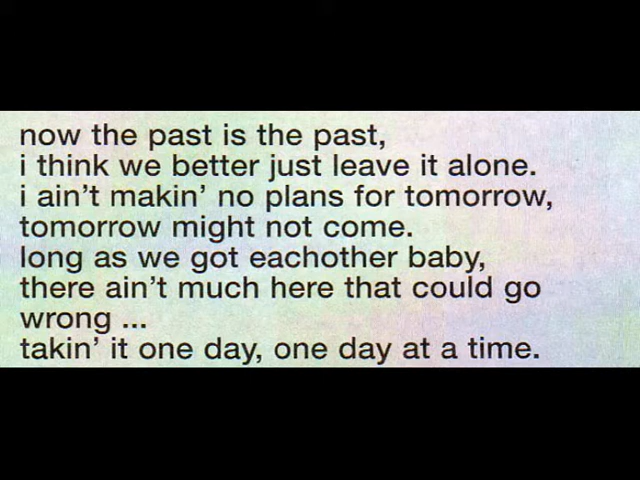 now the past is the past,
i think we better just leave it alone.
i ain't makin' no plans for tomorrow,
tomorrow might not come.
long as we got eachother baby,
there ain't much here that could go
wrong ...
takin' it one day, one day at a time.